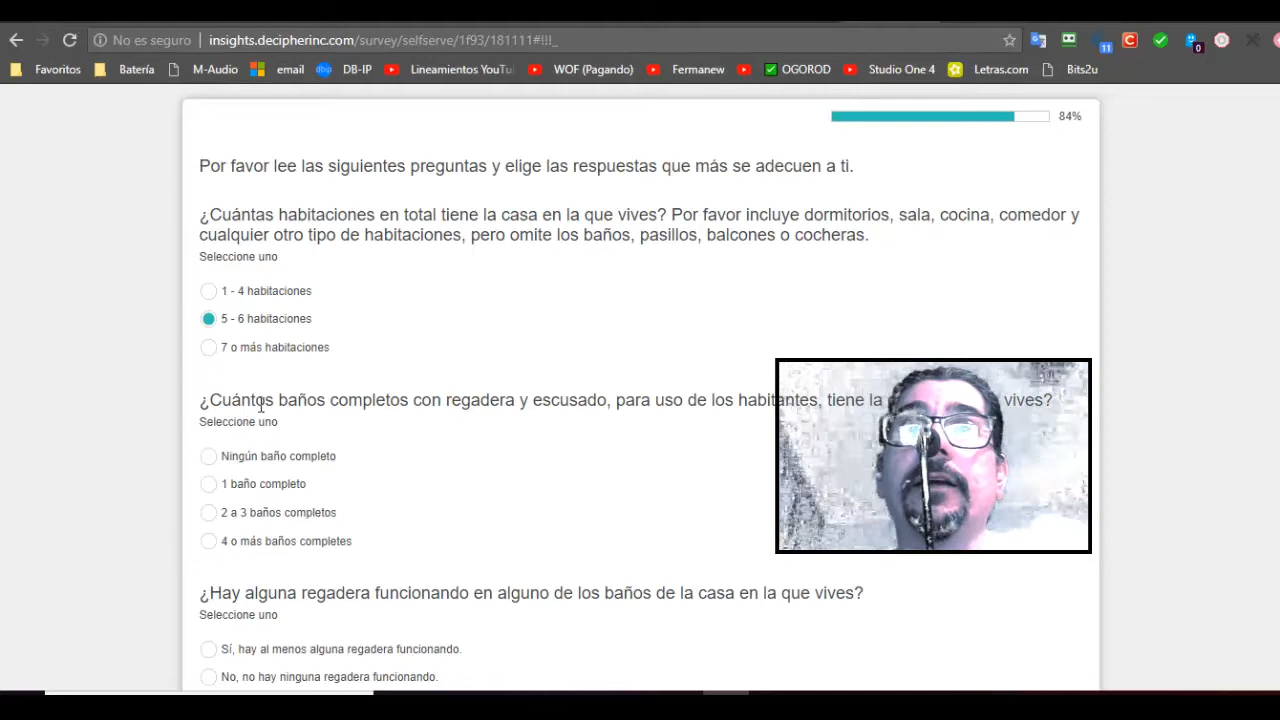 No es seguro insights.decipherinc.com/survey/selfserve/1f93/181111#!!!_ 11 0
Favoritos Batería M-Audio email dbip DB-IP Lineamientos YouTu WOF (Pagando) Fermanew OGOROD Studio One 4 Letras.com Bits2u
84%
Por favor lee las siguientes preguntas y elige las respuestas que más se adecuen a ti.
¿Cuántas habitaciones en total tiene la casa en la que vives? Por favor incluye dormitorios, sala, cocina, comedor y
cualquier otro tipo de habitaciones, pero omite los baños, pasillos, balcones o cocheras.
Seleccione uno
1 - 4 habitaciones
5 - 6 habitaciones
7 o más habitaciones
¿Cuántos baños completos con regadera y escusado, para uso de los habitantes, tiene la vives?
Seleccione uno
Ningún baño completo
1 baño completo
2 a 3 baños completos
4 o más baños completes
¿Hay alguna regadera funcionando en alguno de los baños de la casa en la que vives?
Seleccione uno
Sí, hay al menos alguna regadera funcionando.
No, no hay ninguna regadera funcionando.